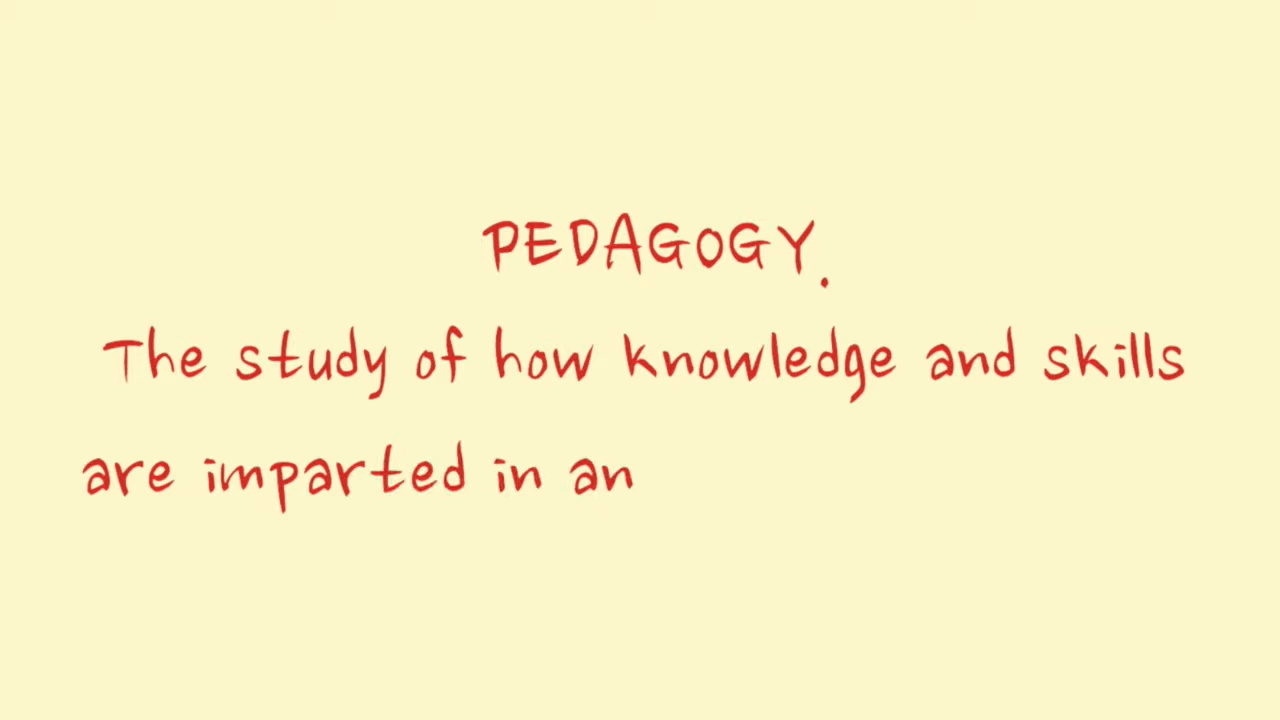 PEDAGOGY.
The study of how knowledge and skills
are imparted in an